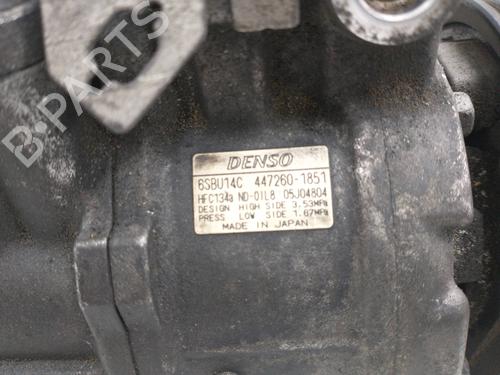 B-PARTS
DENSO
6SBU14C 447260-1851
HFC134a ND-OIL8 05J04804
DESIGN HIGH SIDE 3.53MPa
PRESS LOW SIDE 1.67MPa
MADE IN JAPAN